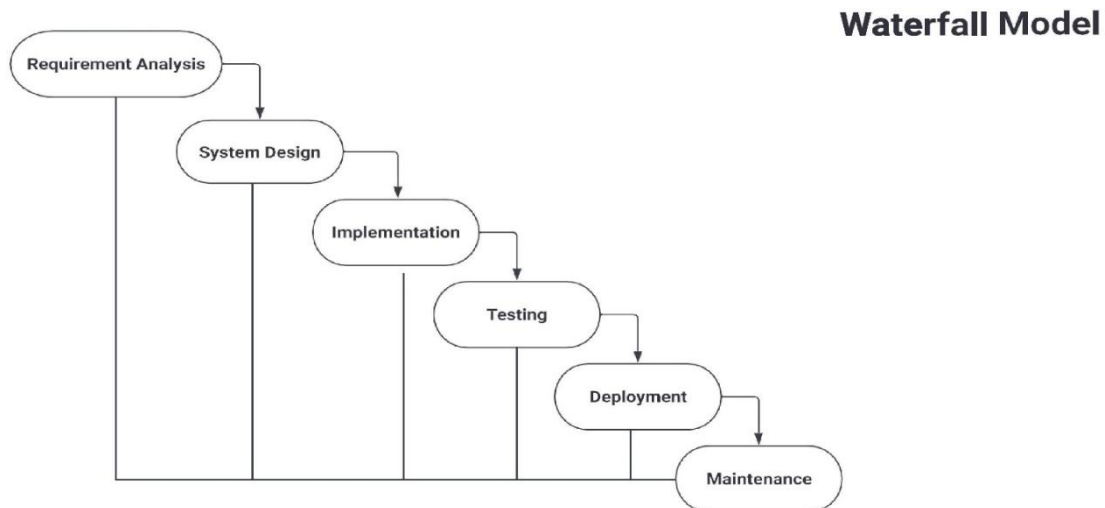 Waterfall Model
Requirement Analysis
System Design
Implementation
Testing
Deployment
Maintenance